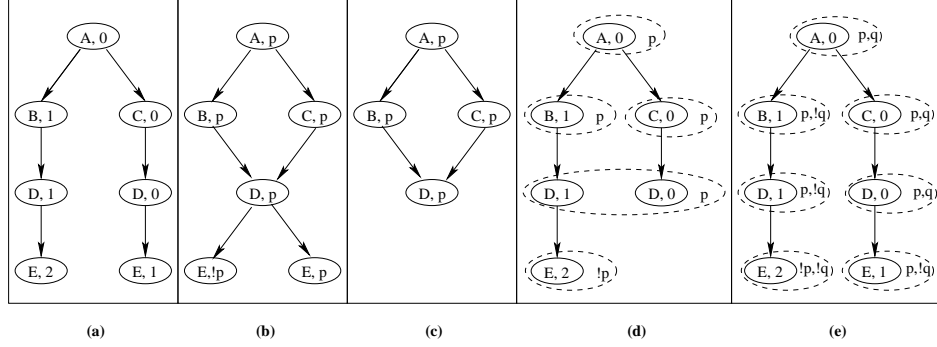 A, 0
B, 1
C, 0
D, 1
D, 0
E, 2
E, 1
(a)
A, p
B, p
C, p
D, p
E,!p
E, p
(b)
A, p
B, p
C, p
D, p
(c)
A, 0 p
B, 1 p
C, 0 p
D, 1
D, 0 p
E, 2 !p
(d)
A, 0 p,q
B, 1 p,!q
C, 0 p,q
D, 1 p,!q
D, 0 p,q
E, 2 !p,!q
E, 1 p,!q
(e)